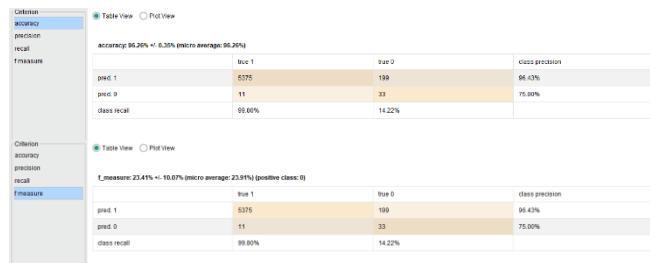 Criterion
accuracy
precision
recall
f measure
Table View Plot View
accuracy: 96.26% +/- 0.35% (micro average: 96.26%)
true 1 true 0 class precision
pred. 1 5375 199 96.43%
pred. 0 11 33 75.00%
class recall 99.80% 14.22%
Criterion
accuracy
precision
recall
f measure
Table View Plot View
f_measure: 23.41% +/- 10.07% (micro average: 23.91%) (positive class: 0)
true 1 true 0 class precision
pred. 1 5375 199 96.43%
pred. 0 11 33 75.00%
class recall 99.80% 14.22%